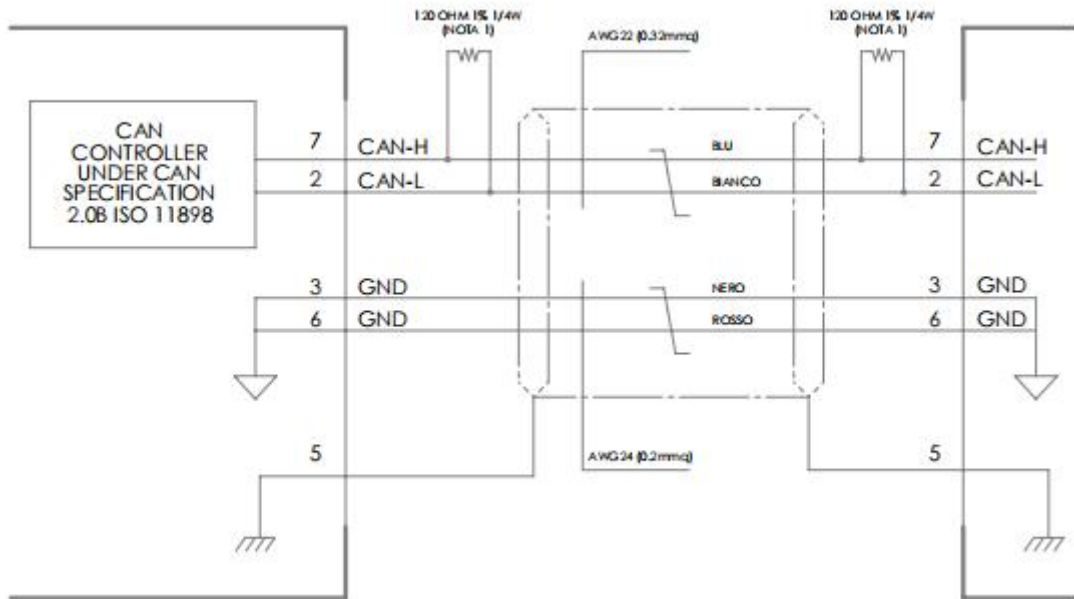 120 OHM 1% 1/4W
(NOTA 1)
120 OHM 1% 1/4W
(NOTA 1)
AWG22 (0.32mmq)
CAN
CONTROLLER
UNDER CAN
SPECIFICATION
2.0B ISO 11898
7 CAN-H BLU 7 CAN-H
2 CAN-L BIANCO 2 CAN-L
3 GND NERO 3 GND
6 GND ROSSO 6 GND
5 AWG24 (0.2mmq) 5